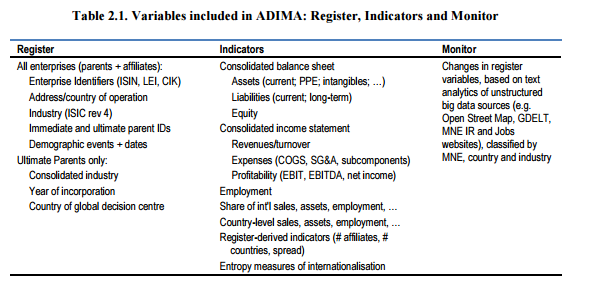 Table 2.1. Variables included in ADIMA: Register, Indicators and Monitor
Register
All enterprises (parents + affiliates):
Enterprise Identifiers (ISIN, LEI, CIK)
Address/country of operation
Industry (ISIC rev 4)
Immediate and ultimate parent IDs
Demographic events + dates
Ultimate Parents only:
Consolidated industry
Year of incorporation
Country of global decision centre
Indicators
Consolidated balance sheet
Assets (current; PPE; intangibles; …)
Liabilities (current; long-term)
Equity
Consolidated income statement
Revenues/turnover
Expenses (COGS, SG&A, subcomponents)
Profitability (EBIT, EBITDA, net income)
Employment
Share of int'l sales, assets, employment, …
Country-level sales, assets, employment, …
Register-derived indicators (# affiliates, #
countries, spread)
Entropy measures of internationalisation
Monitor
Changes in register
variables, based on text
analytics of unstructured
big data sources (e.g.
Open Street Map, GDELT,
MNE IR and Jobs
websites), classified by
MNE, country and industry